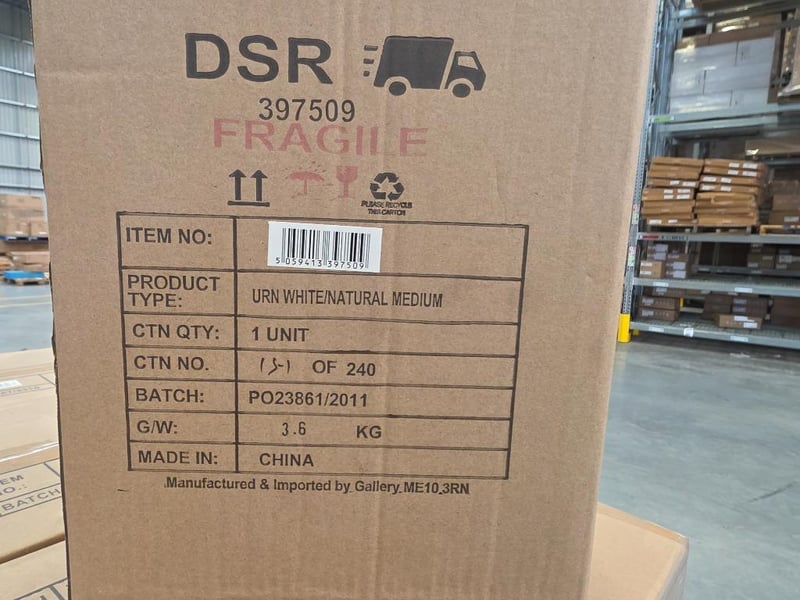 DSR
397509
FRAGILE
PLEASE RECYCLE
THIS CARTON
ITEM NO:
5 059413 397509
PRODUCT TYPE: URN WHITE/NATURAL MEDIUM
CTN QTY: 1 UNIT
CTN NO. OF 240
BATCH: PO23861/2011
G/W: 3.6 KG
MADE IN: CHINA
Manufactured & Imported by Gallery ME10 3RN
BATCH